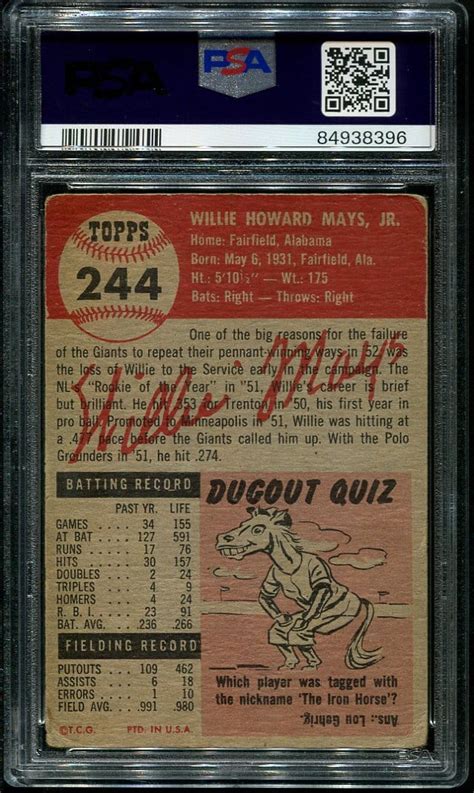 PSA
PSA
84938396
TOPPS
244
WILLIE HOWARD MAYS, JR.
Home: Fairfield, Alabama
Born: May 6, 1931, Fairfield, Ala.
Ht.: 5'10½" — Wt.: 175
Bats: Right — Throws: Right
One of the big reasons for the failure
of the Giants to repeat their pennant-winning ways in '52 was
the loss of Willie to the Service early in the campaign. The
NL's "Rookie of the Year" in '51, Willie's career is brief
but brilliant. He hit .353 for Trenton in '50, his first year in
pro ball. Promoted to Minneapolis in '51, Willie was hitting at
a .477 pace before the Giants called him up. With the Polo
Grounders in '51, he hit .274.
Willie Mays
BATTING RECORD
PAST YR. LIFE
GAMES 34 155
AT BAT 127 591
RUNS 17 76
HITS 30 157
DOUBLES 2 24
TRIPLES 4 9
HOMERS 4 24
R. B. I. 23 91
BAT. AVG. .236 .266
FIELDING RECORD
PUTOUTS 109 462
ASSISTS 6 18
ERRORS 1 10
FIELD AVG. .991 .980
©T.C.G. PTD. IN U.S.A.
DUGOUT QUIZ
Which player was tagged with
the nickname 'The Iron Horse'?
Ans.: Lou Gehrig
PSA